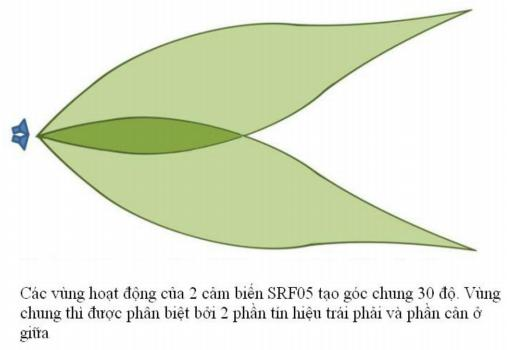 Các vùng hoạt động của 2 cảm biến SRF05 tạo góc chung 30 độ. Vùng
chung thì được phân biệt bởi 2 phần tín hiệu trái phải và phần cản ở
giữa